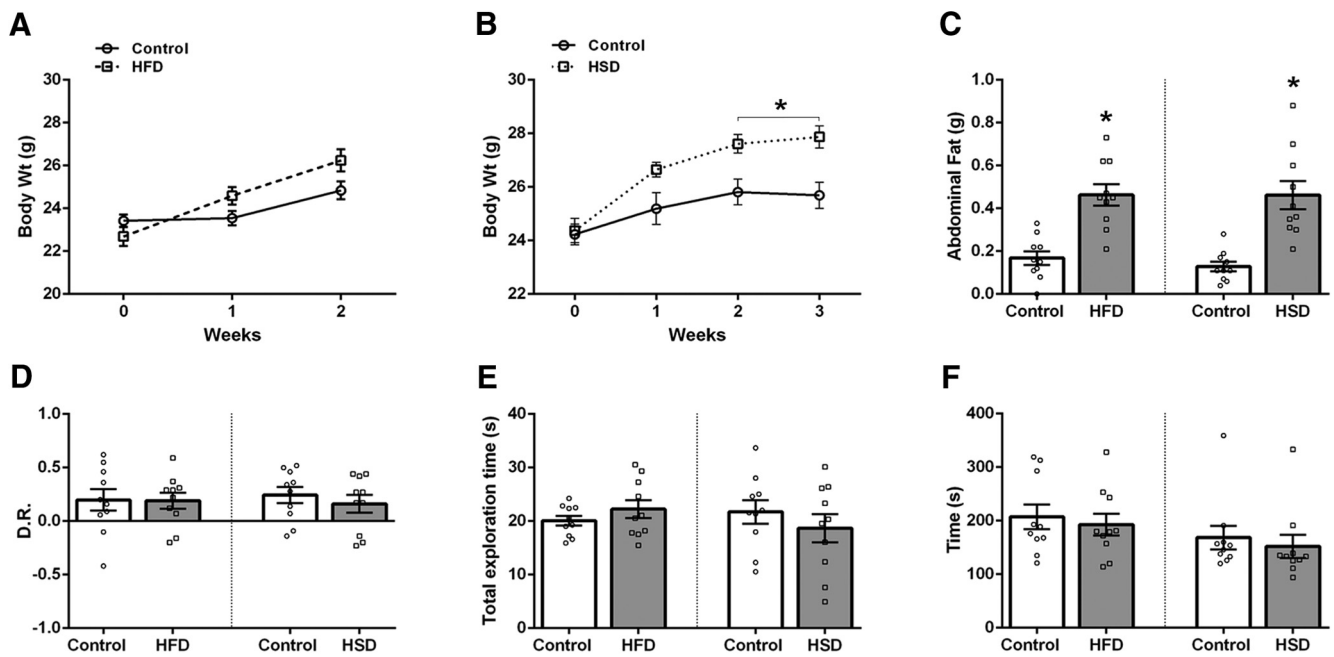 A
Control
HFD
30
28
26
24
22
20
Body Wt (g)
0 1 2
Weeks
B
Control
HSD
30
28
26
24
22
Body Wt (g)
*
0 1 2 3
Weeks
C
1.0
0.8
0.6
0.4
0.2
0.0
Abdominal Fat (g)
* *
Control HFD Control HSD
D
1.0
0.5
0.0
-0.5
-1.0
D.R.
Control HFD Control HSD
E
40
30
20
10
0
Total exploration time (s)
Control HFD Control HSD
F
400
300
200
100
0
Time (s)
Control HFD Control HSD